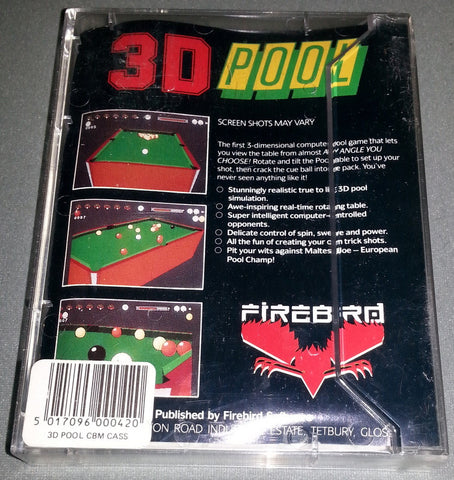 3D POOL
SCREEN SHOTS MAY VARY
The first 3-dimensional computer pool game that lets
you view the table from almost ANY ANGLE YOU
CHOOSE! Rotate and tilt the Pool table to set up your
shot, then crack the cue ball into the pack. You've
never seen anything like it!
○ Stunningly realistic true to life 3D pool
simulation.
○ Awe-inspiring real-time rotating table.
○ Super intelligent computer-controlled
opponents.
○ Delicate control of spin, swerve and power.
○ All the fun of creating your own trick shots.
○ Pit your wits against Maltese Joe – European
Pool Champ!
FIREBIRD
Published by Firebird Software
ON ROAD ESTATE, TETBURY, GLOS.
5 017096 000420
3D POOL CBM CASS